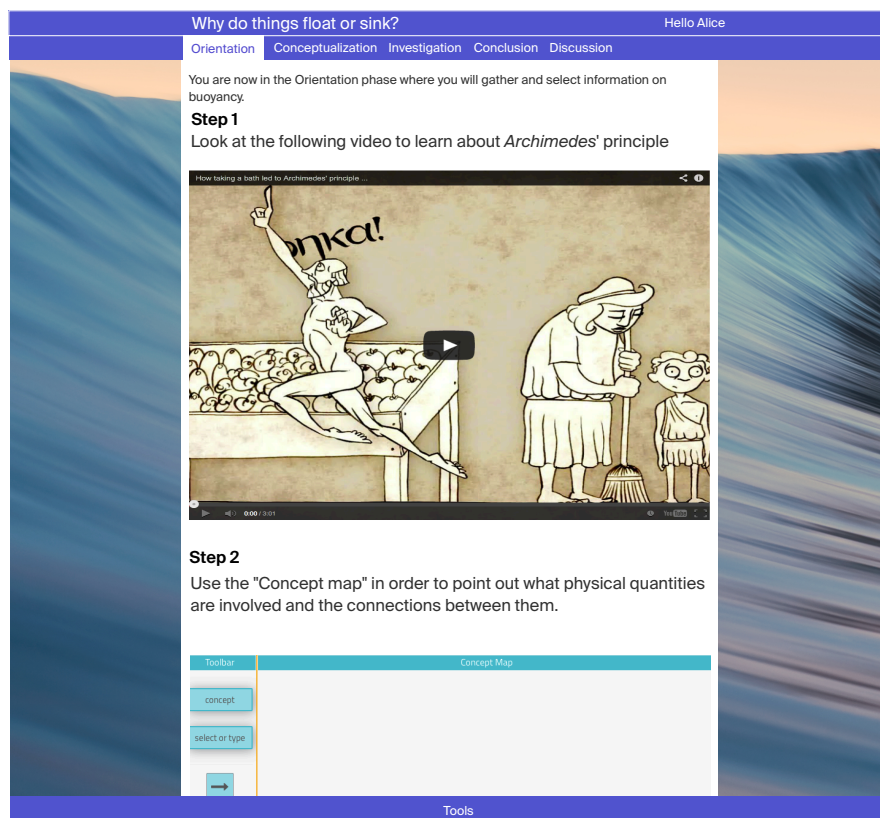 Why do things float or sink?
Hello Alice
Orientation Conceptualization Investigation Conclusion Discussion
You are now in the Orientation phase where you will gather and select information on
buoyancy.
Step 1
Look at the following video to learn about Archimedes' principle
How taking a bath led to Archimedes' principle ...
ηκα!
0:00 / 3:01
YouTube
Step 2
Use the "Concept map" in order to point out what physical quantities
are involved and the connections between them.
Toolbar
Concept Map
concept
select or type
Tools